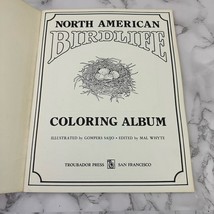 NORTH AMERICAN
BIRDLIFE
COLORING ALBUM
ILLUSTRATED by GOMPERS SAIJO • EDITED by MAL WHYTE
TROUBADOR PRESS SAN FRANCISCO